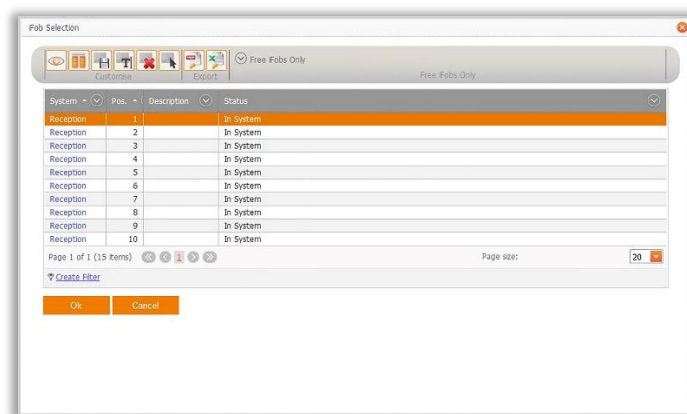 iFob Selection
Free iFobs Only
Customise Export Free iFobs Only
System Pos. Description Status
Reception 1 In System
Reception 2 In System
Reception 3 In System
Reception 4 In System
Reception 5 In System
Reception 6 In System
Reception 7 In System
Reception 8 In System
Reception 9 In System
Reception 10 In System
Page 1 of 1 (15 items) 1 Page size: 20
Create Filter
Ok Cancel